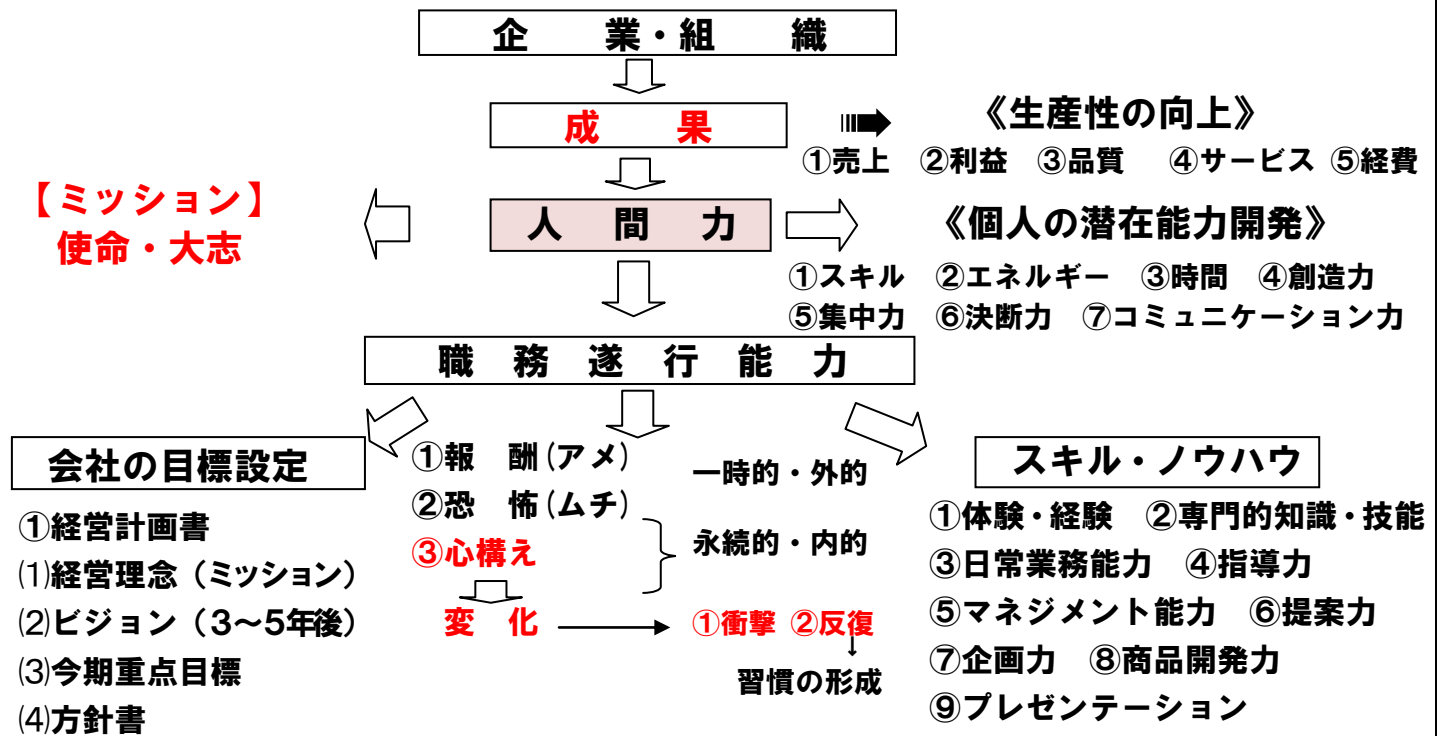 企　業・組　織
成　果
《生産性の向上》
①売上　②利益　③品質　④サービス　⑤経費
【ミッション】
使命・大志
人　間　力
《個人の潜在能力開発》
①スキル　②エネルギー　③時間　④創造力
⑤集中力　⑥決断力　⑦コミュニケーション力
職　務　遂　行　能　力
会社の目標設定
①経営計画書
⑴経営理念（ミッション）
⑵ビジョン（３～５年後）
⑶今期重点目標
⑷方針書
①報　酬(アメ)
②恐　怖(ムチ)
③心構え
一時的・外的
永続的・内的
変　化
①衝撃　②反復
習慣の形成
スキル・ノウハウ
①体験・経験　②専門的知識・技能
③日常業務能力　④指導力
⑤マネジメント能力　⑥提案力
⑦企画力　⑧商品開発力
⑨プレゼンテーション